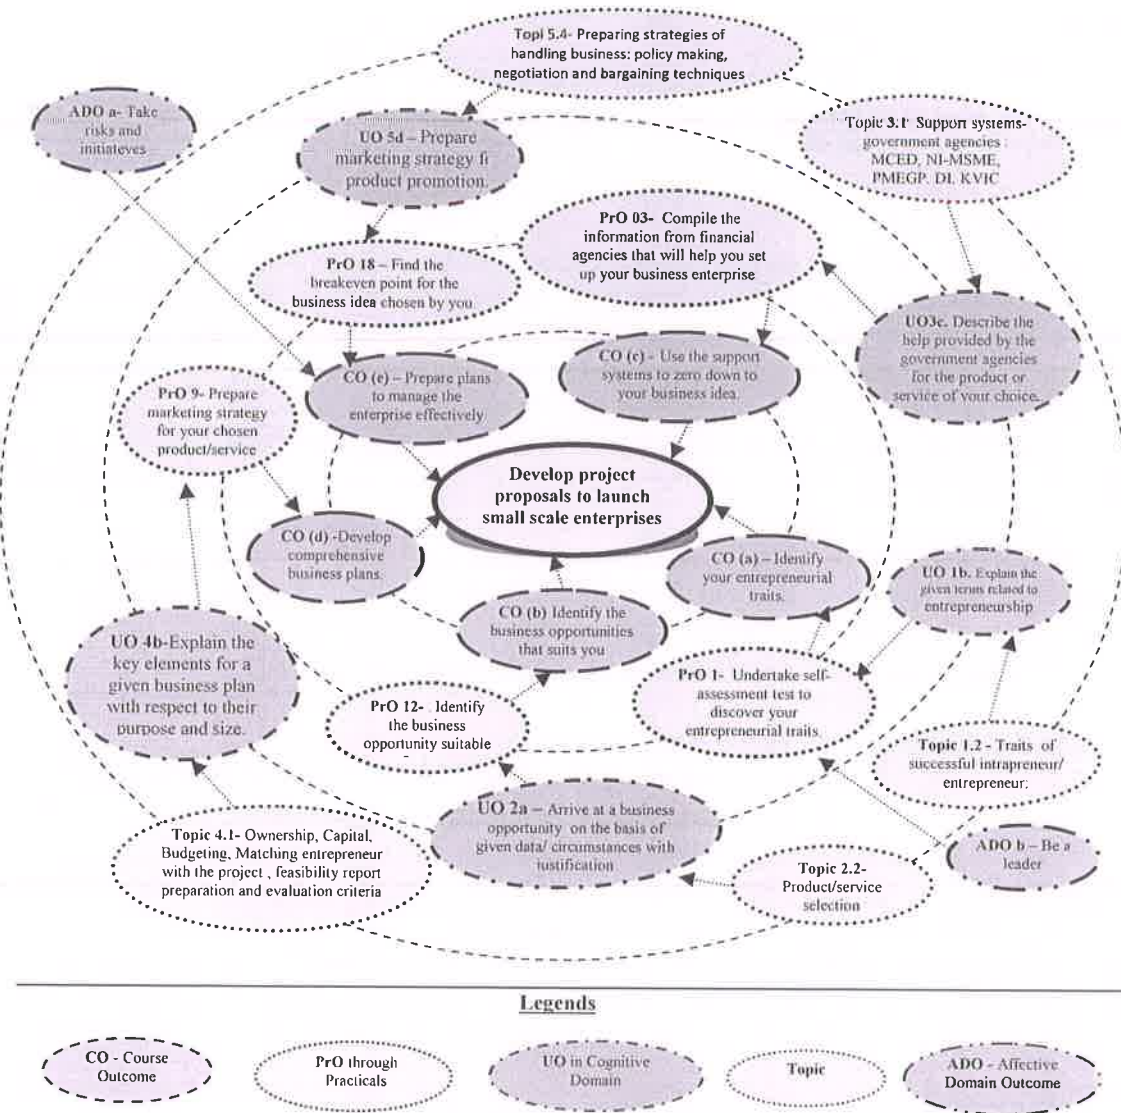 Topi 5.4- Preparing strategies of
handling business: policy making,
negotiation and bargaining techniques
ADO a- Take
risks and
initiateves
UO 5d – Prepare
marketing strategy fi
product promotion.
Topic 3.1 Support systems-
government agencies :
MCED, NI-MSME,
PMEGP, DI, KVIC
PrO 03- Compile the
information from financial
agencies that will help you set
up your business enterprise
PrO 18 – Find the
breakeven point for the
business idea chosen by you
UO3c. Describe the
help provided by the
government agencies
for the product or
service of your choice.
CO (e) – Prepare plans
to manage the
enterprise effectively
CO (c) - Use the support
systems to zero down to
your business idea.
PrO 9- Prepare
marketing strategy
for your chosen
product/service
Develop project
proposals to launch
small scale enterprises
CO (d) -Develop
comprehensive
business plans.
CO (a) – Identify
your entrepreneurial
traits.
UO 1b. Explain the
given terms related to
entrepreneurship
CO (b) Identify the
business opportunities
that suits you
UO 4b-Explain the
key elements for a
given business plan
with respect to their
purpose and size.
PrO 1- Undertake self-
assessment test to
discover your
entrepreneurial traits.
PrO 12- Identify
the business
opportunity suitable
Topic 1.2 - Traits of
successful intrapreneur/
entrepreneur.
UO 2a – Arrive at a business
opportunity on the basis of
given data/ circumstances with
justification
Topic 4.1- Ownership, Capital,
Budgeting, Matching entrepreneur
with the project , feasibility report
preparation and evaluation criteria
ADO b – Be a
leader
Topic 2.2-
Product/service
selection
Legends
CO - Course
Outcome
PrO through
Practicals
UO in Cognitive
Domain
Topic
ADO - Affective
Domain Outcome